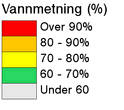 Vannmetning (%)
Over 90%
80 - 90%
70 - 80%
60 - 70%
Under 60